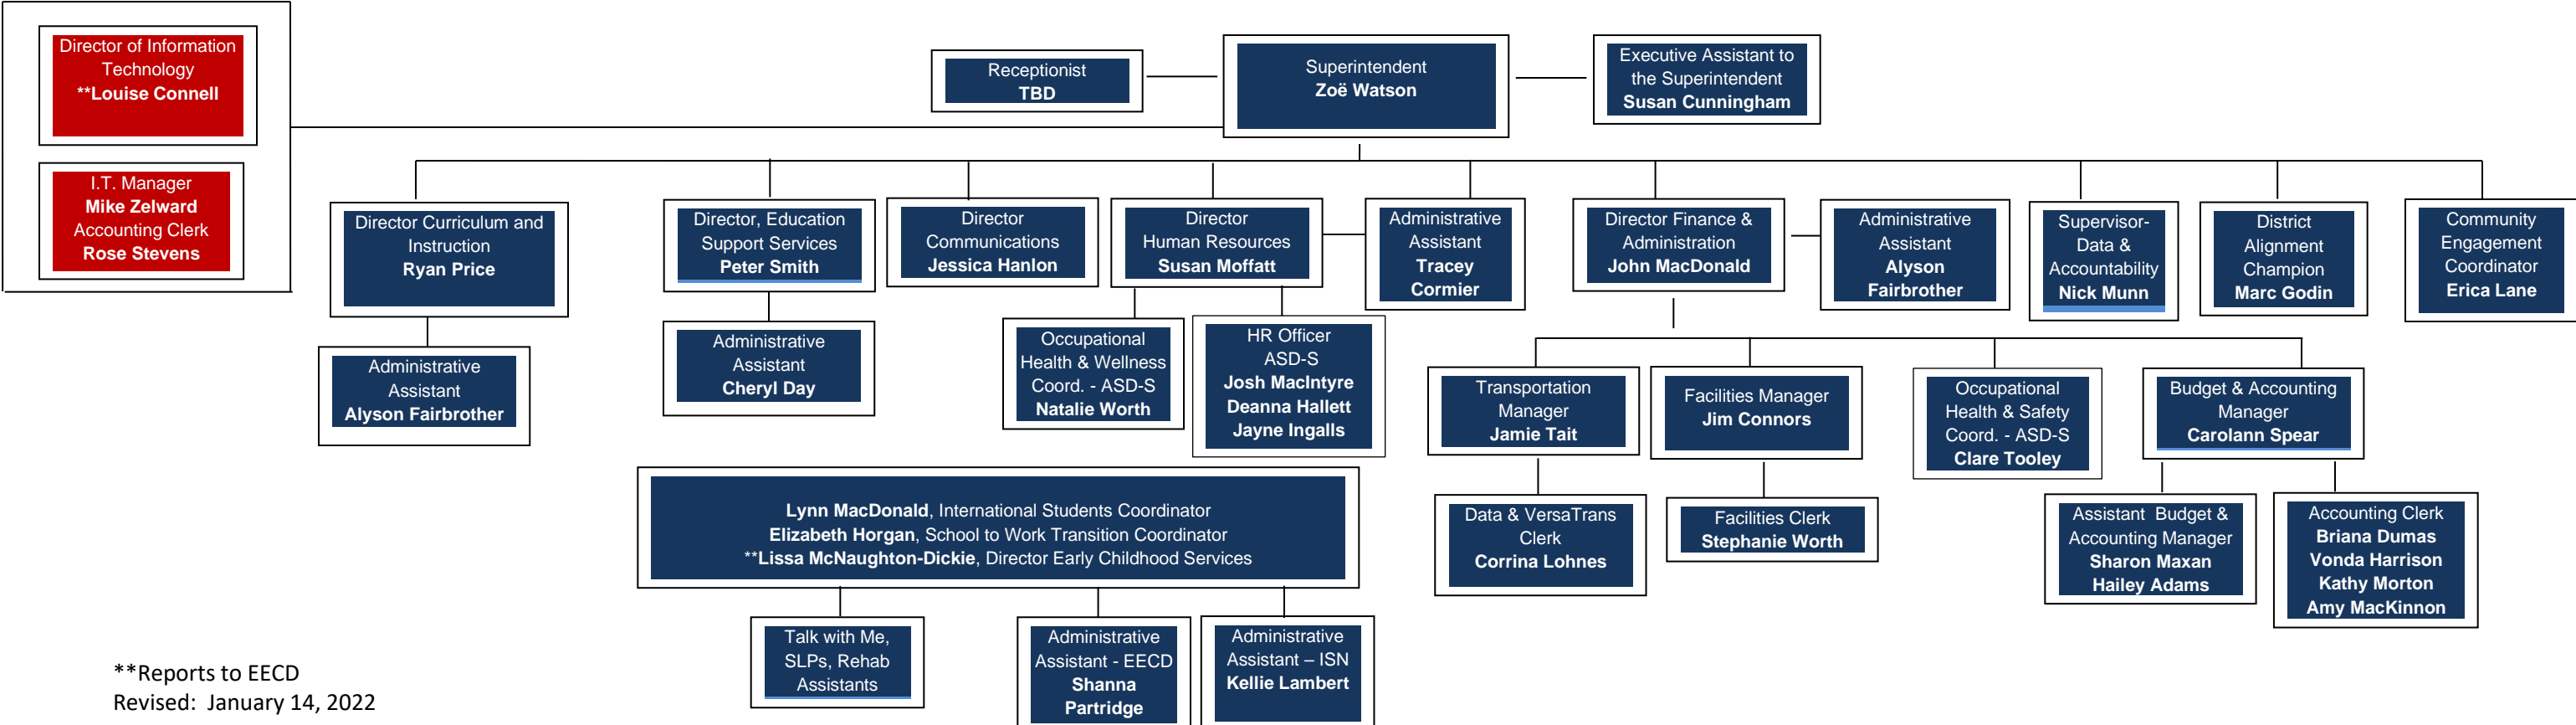 Director of Information
Technology
**Louise Connell
I.T. Manager
Mike Zelward
Accounting Clerk
Rose Stevens
Receptionist
TBD
Superintendent
Zoë Watson
Executive Assistant to
the Superintendent
Susan Cunningham
Director Curriculum and
Instruction
Ryan Price
Administrative
Assistant
Alyson Fairbrother
Director, Education
Support Services
Peter Smith
Administrative
Assistant
Cheryl Day
Director
Communications
Jessica Hanlon
Director
Human Resources
Susan Moffatt
Administrative
Assistant
Tracey
Cormier
Occupational
Health & Wellness
Coord. - ASD-S
Natalie Worth
HR Officer
ASD-S
Josh MacIntyre
Deanna Hallett
Jayne Ingalls
Director Finance &
Administration
John MacDonald
Administrative
Assistant
Alyson
Fairbrother
Supervisor-
Data &
Accountability
Nick Munn
District
Alignment
Champion
Marc Godin
Community
Engagement
Coordinator
Erica Lane
Transportation
Manager
Jamie Tait
Facilities Manager
Jim Connors
Occupational
Health & Safety
Coord. - ASD-S
Clare Tooley
Budget & Accounting
Manager
Carolann Spear
Data & VersaTrans
Clerk
Corrina Lohnes
Facilities Clerk
Stephanie Worth
Assistant Budget &
Accounting Manager
Sharon Maxan
Hailey Adams
Accounting Clerk
Briana Dumas
Vonda Harrison
Kathy Morton
Amy MacKinnon
Lynn MacDonald, International Students Coordinator
Elizabeth Horgan, School to Work Transition Coordinator
**Lissa McNaughton-Dickie, Director Early Childhood Services
Talk with Me,
SLPs, Rehab
Assistants
Administrative
Assistant - EECD
Shanna
Partridge
Administrative
Assistant – ISN
Kellie Lambert
**Reports to EECD
Revised: January 14, 2022